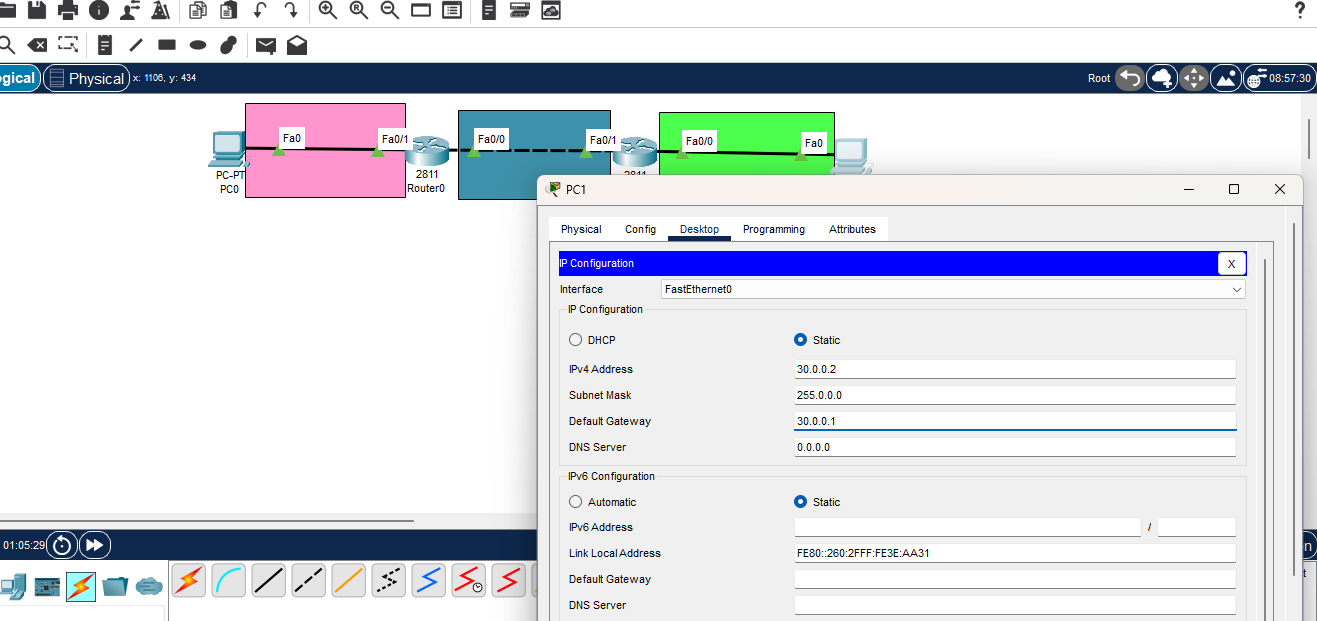 gical Physical x: 1106, y: 434 Root 08:57:30
Fa0 Fa0/1 Fa0/0 Fa0/1 Fa0/0 Fa0
PC-PT 2811
PC0 Router0
PC1
Physical Config Desktop Programming Attributes
IP Configuration X
Interface FastEthernet0
IP Configuration
DHCP Static
IPv4 Address 30.0.0.2
Subnet Mask 255.0.0.0
Default Gateway 30.0.0.1
DNS Server 0.0.0.0
IPv6 Configuration
Automatic Static
IPv6 Address /
Link Local Address FE80::260:2FFF:FE3E:AA31
Default Gateway
DNS Server
01:05:29